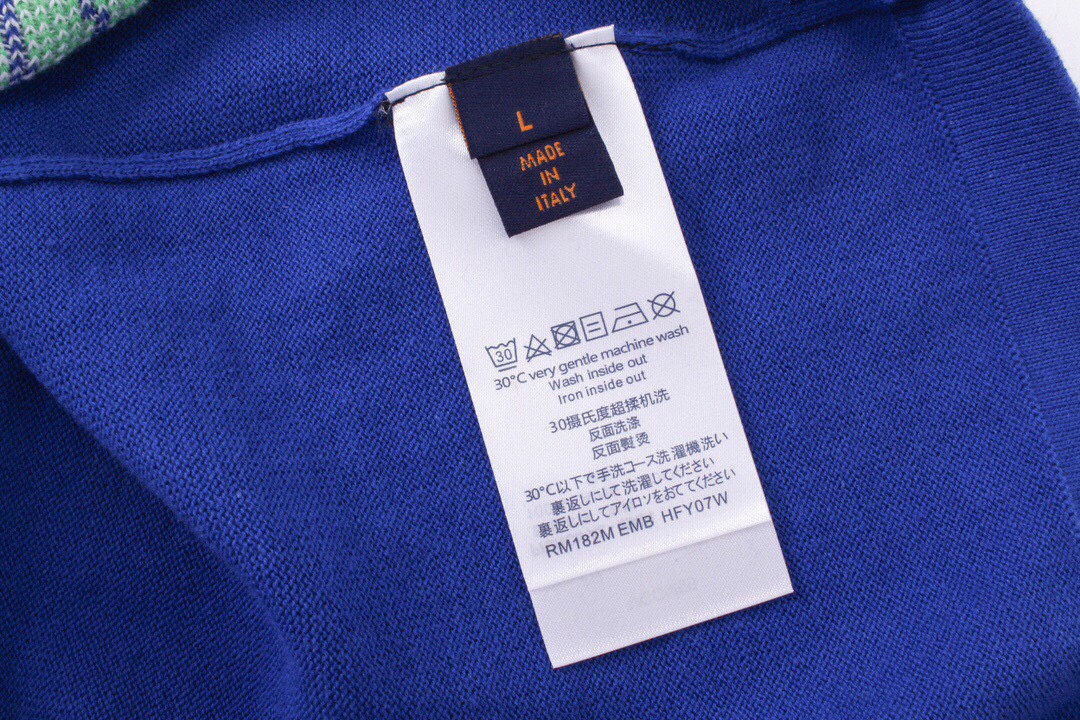 L
MADE
IN
ITALY
30
30°C very gentle machine wash
Wash inside out
Iron inside out
30摄氏度超揉机洗
反面洗涤
反面熨烫
30℃以下で手洗コース洗濯機洗い
裏返しにして洗濯してください
裏返しにしてアイロンをおててください
RM182M EMB HFY07W